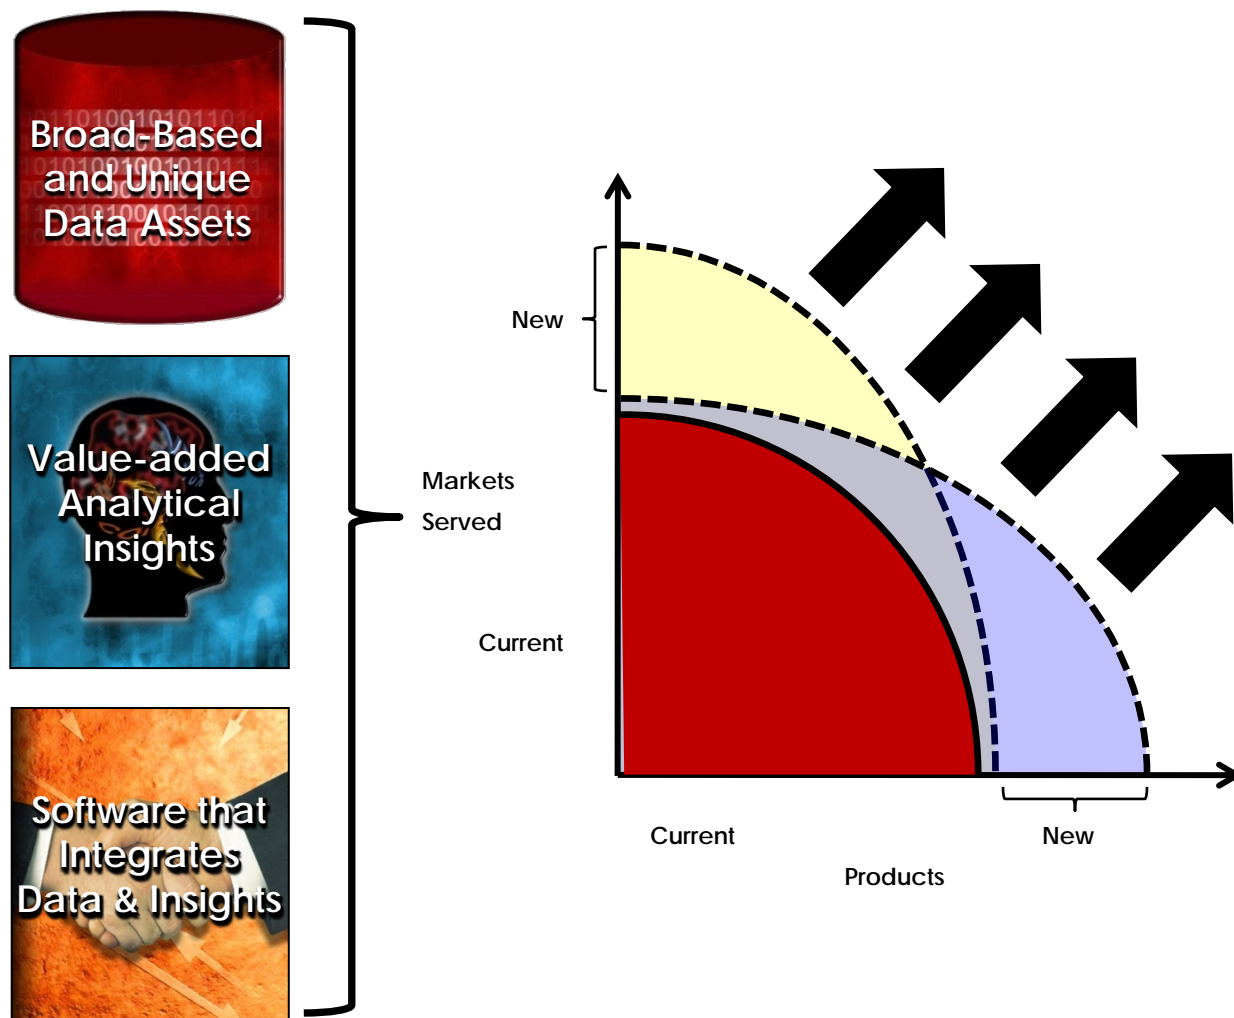 Broad-Based
and Unique
Data Assets
Value-added
Analytical
Insights
Software that
Integrates
Data & Insights
Markets
Served
New
Current
Current
New
Products